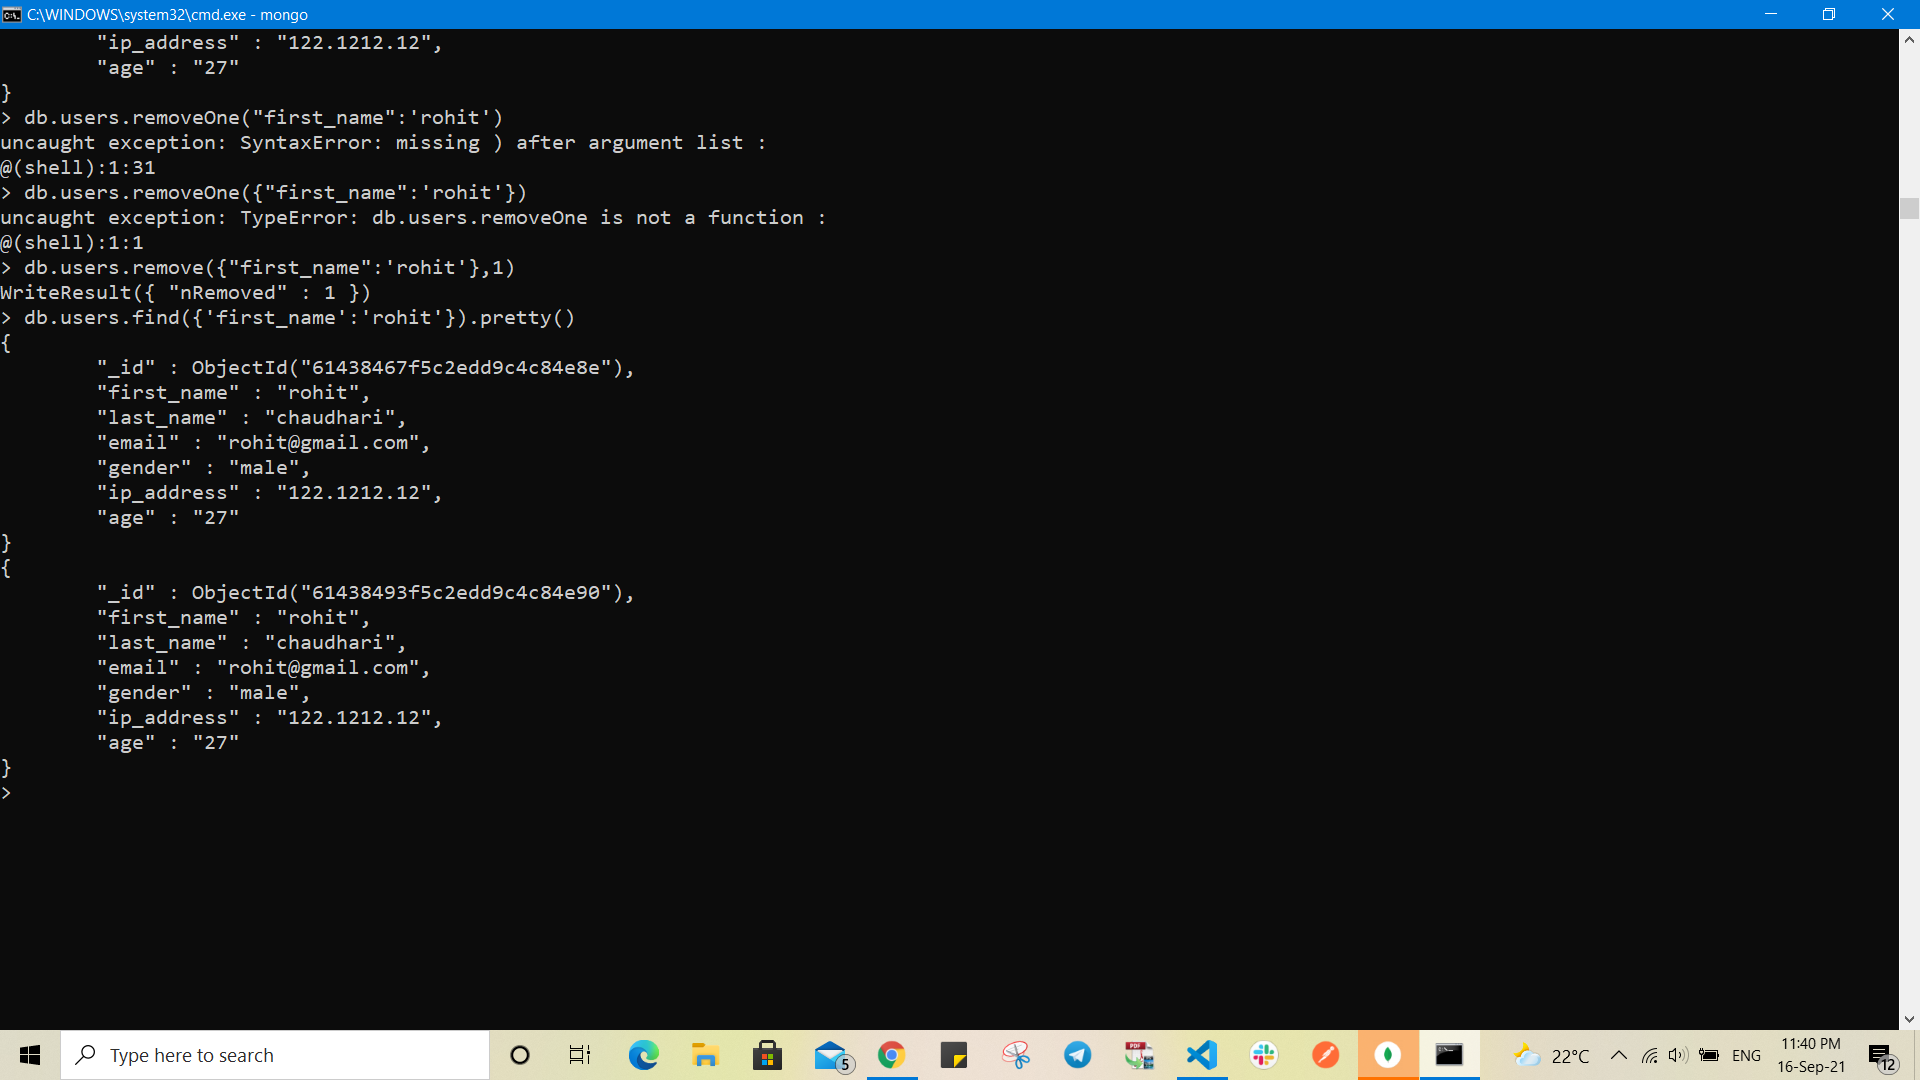 C:\WINDOWS\system32\cmd.exe - mongo
"ip_address" : "122.1212.12",
"age" : "27"
}
> db.users.removeOne("first_name":'rohit')
uncaught exception: SyntaxError: missing ) after argument list :
@(shell):1:31
> db.users.removeOne({"first_name":'rohit'})
uncaught exception: TypeError: db.users.removeOne is not a function :
@(shell):1:1
> db.users.remove({"first_name":'rohit'},1)
WriteResult({ "nRemoved" : 1 })
> db.users.find({'first_name':'rohit'}).pretty()
{
"_id" : ObjectId("61438467f5c2edd9c4c84e8e"),
"first_name" : "rohit",
"last_name" : "chaudhari",
"email" : "rohit@gmail.com",
"gender" : "male",
"ip_address" : "122.1212.12",
"age" : "27"
}
{
"_id" : ObjectId("61438493f5c2edd9c4c84e90"),
"first_name" : "rohit",
"last_name" : "chaudhari",
"email" : "rohit@gmail.com",
"gender" : "male",
"ip_address" : "122.1212.12",
"age" : "27"
}
>
Type here to search
5
PDF
22°C
ENG
11:40 PM
16-Sep-21
12